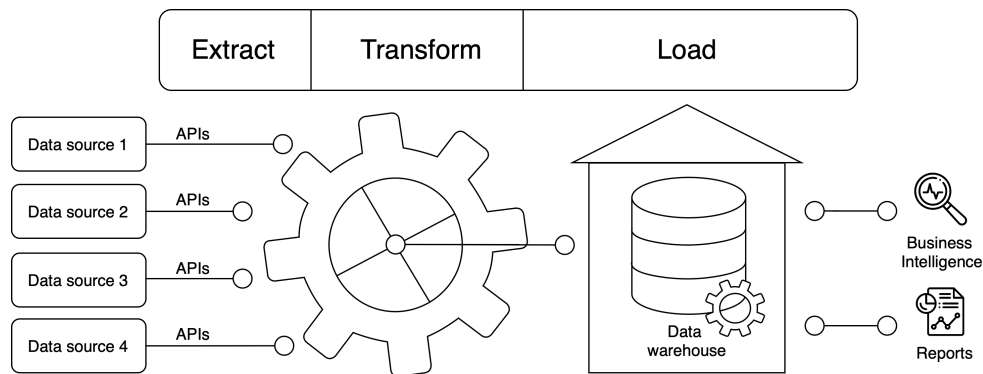 Extract
Transform
Load
Data source 1
APIs
Data source 2
APIs
Data source 3
APIs
Data source 4
APIs
Data
warehouse
Business
Intelligence
Reports